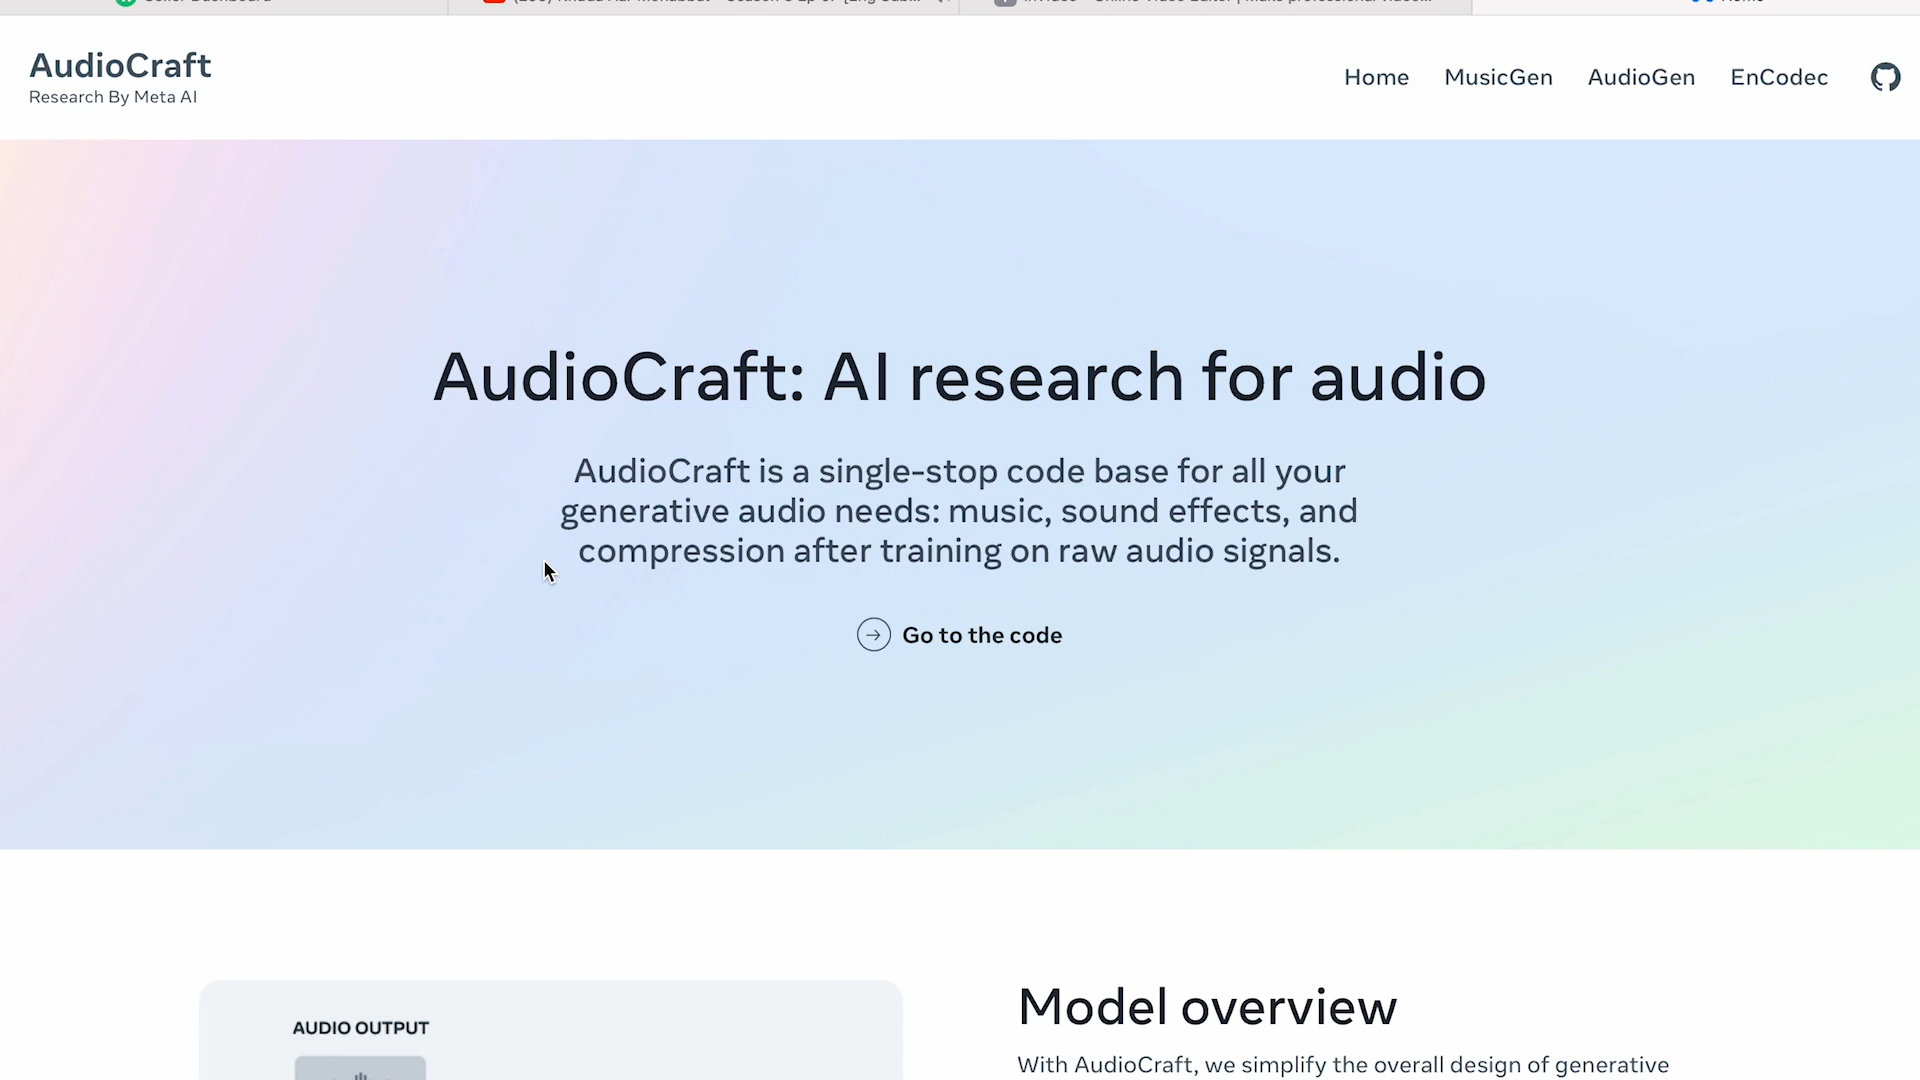 AudioCraft
Research By Meta AI
Home MusicGen AudioGen EnCodec
AudioCraft: AI research for audio
AudioCraft is a single-stop code base for all your
generative audio needs: music, sound effects, and
compression after training on raw audio signals.
Go to the code
AUDIO OUTPUT
Model overview
With AudioCraft, we simplify the overall design of generative